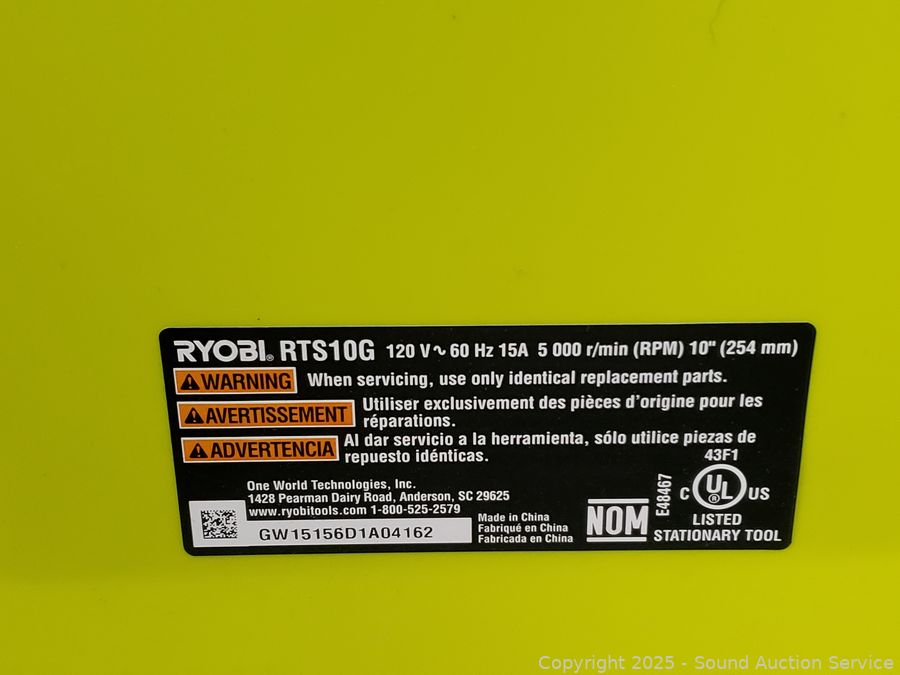 RYOBI® RTS10G 120 V~ 60 Hz 15A 5 000 r/min (RPM) 10" (254 mm)
WARNING When servicing, use only identical replacement parts.
AVERTISSEMENT Utiliser exclusivement des pièces d'origine pour les
réparations.
ADVERTENCIA Al dar servicio a la herramienta, sólo utilice piezas de
repuesto idénticas.
One World Technologies, Inc.
1428 Pearman Dairy Road, Anderson, SC 29625
www.ryobitools.com 1-800-525-2579
GW15156D1A04162
Made in China
Fabriqué en China
Fabricada en China
NOM
E48467
43F1
C UL® US
LISTED
STATIONARY TOOL
Copyright 2025 - Sound Auction Service